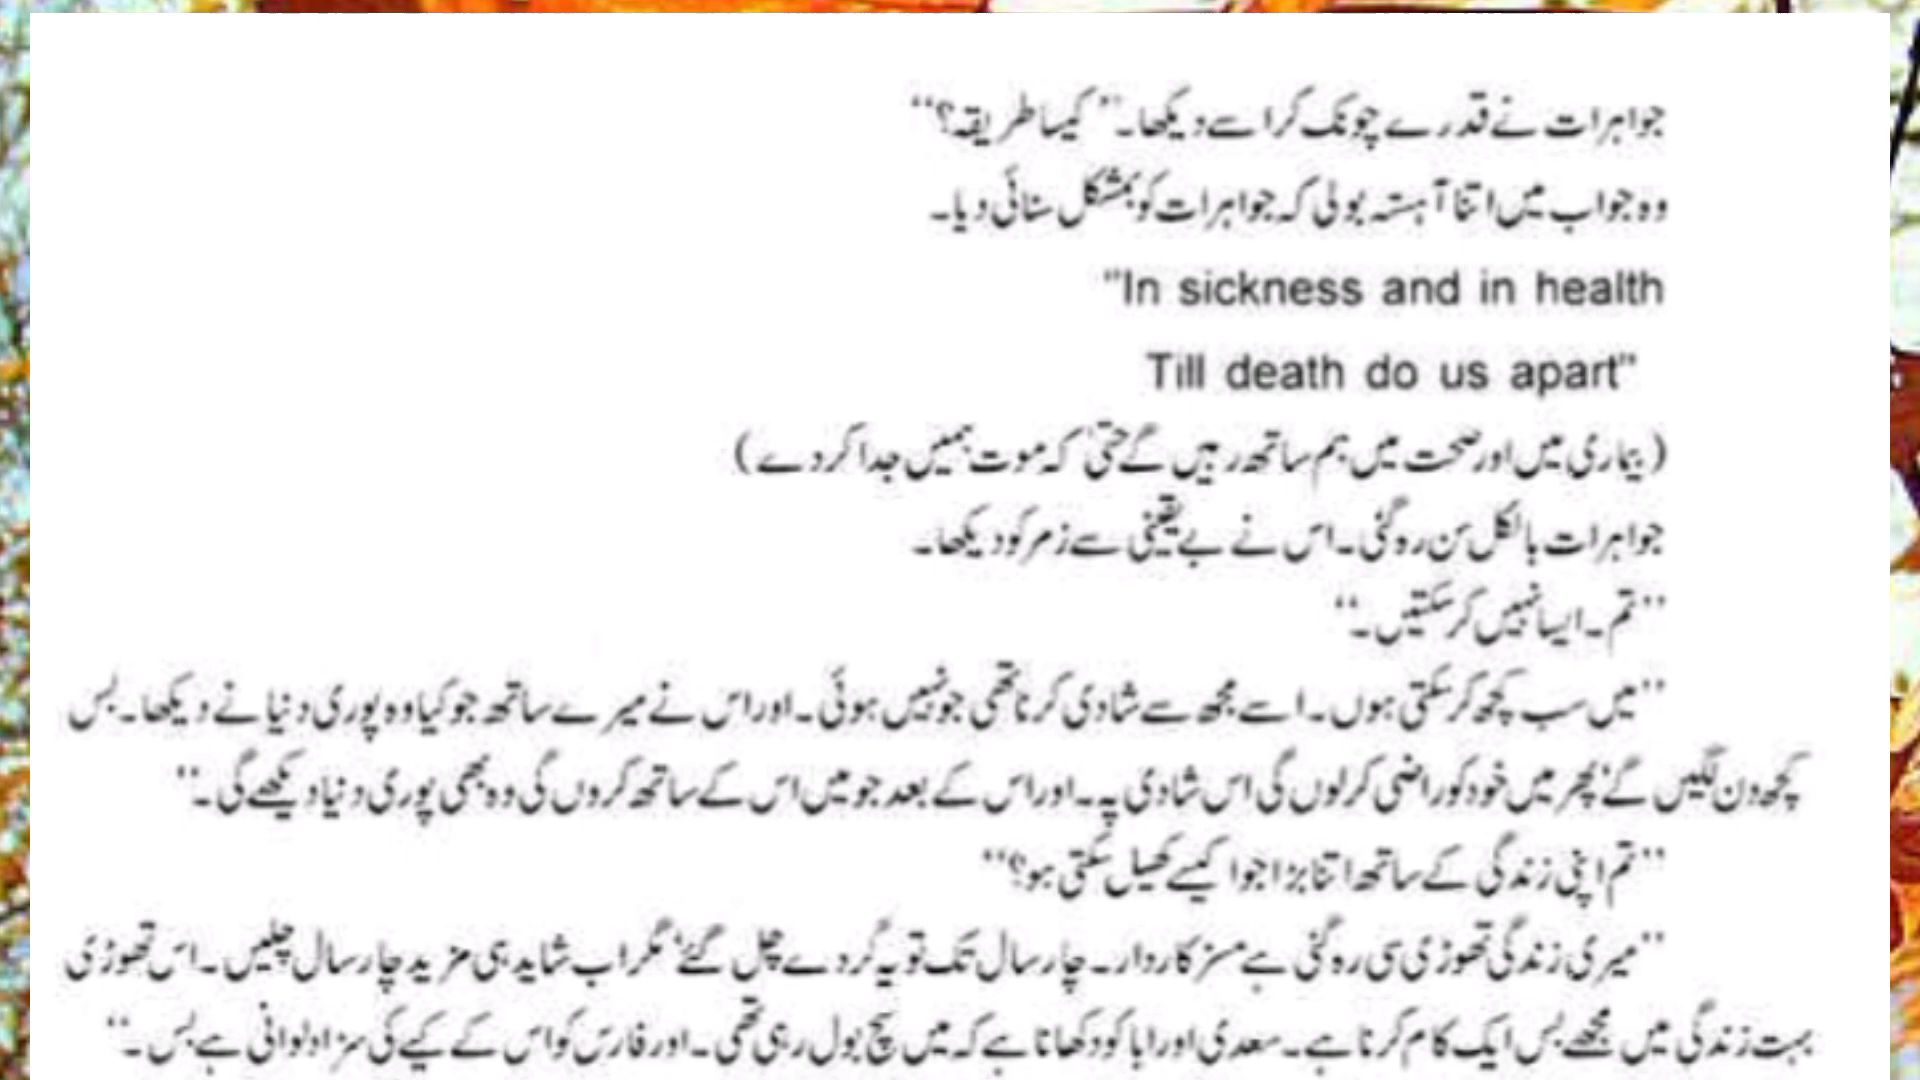 جواہرات نے قدرے چونک کر اسے دیکھا۔ ’’کیسا طریقہ؟‘‘
وہ جواب میں اتنا آہستہ بولی کہ جواہرات کو بمشکل سنائی دیا۔
"In sickness and in health
Till death do us apart"
(بیماری میں اور صحت میں ہم ساتھ رہیں گے حتیٰ کہ موت ہمیں جدا کر دے)
جواہرات بالکل سن رہ گئی۔ اس نے بے یقینی سے زمر کو دیکھا۔
’’تم۔ ایسا نہیں کر سکتیں۔‘‘
’’میں سب کچھ کر سکتی ہوں۔ اسے مجھ سے شادی کرنا تھی جو نہیں ہوئی۔ اور اس نے میرے ساتھ جو کیا وہ پوری دنیا نے دیکھا۔ بس
کچھ دن لگیں گے‘ پھر میں خود کو راضی کر لوں گی اس شادی پہ۔ اور اس کے بعد جو میں اس کے ساتھ کروں گی وہ بھی پوری دنیا دیکھے گی۔‘‘
’’تم اپنی زندگی کے ساتھ اتنا بڑا جوا کیسے کھیل سکتی ہو؟‘‘
’’میری زندگی تھوڑی سی رہ گئی ہے مسز کاردار۔ چار سال تک تو یہ گردے چل گئے‘ مگر اب شاید ہی مزید چار سال چلیں۔ اس تھوڑی
بہت زندگی میں مجھے بس ایک کام کرنا ہے۔ سعدی اور ابا کو دکھانا ہے کہ میں سچ بول رہی تھی۔ اور فارس کو اس کے کیے کی سزا دلوانی ہے بس۔‘‘